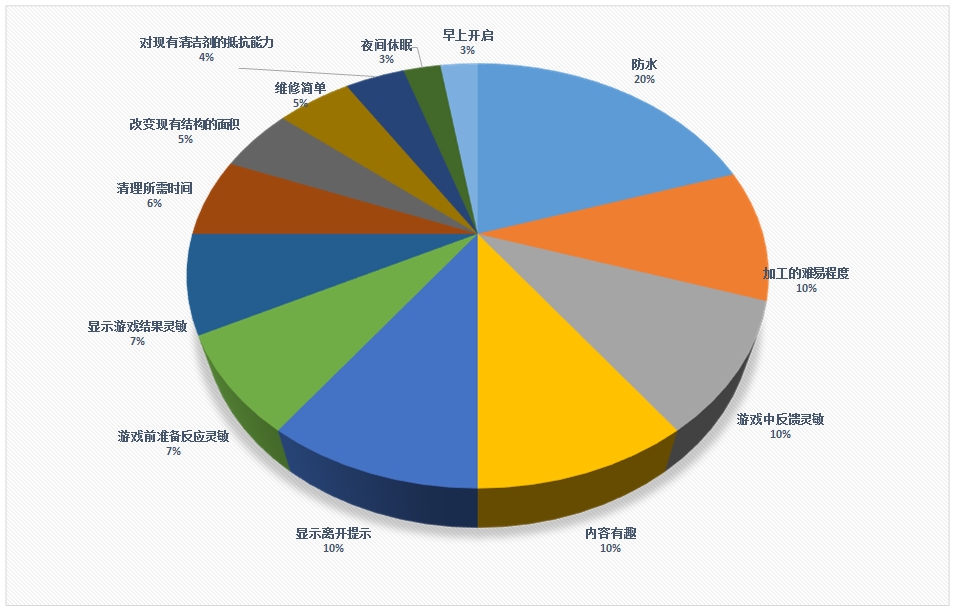 对现有清洁剂的抵抗能力
4%
夜间休眠
3%
早上开启
3%
防水
20%
维修简单
5%
改变现有结构的面积
5%
清理所需时间
6%
加工的难易程度
10%
显示游戏结果灵敏
7%
游戏中反馈灵敏
10%
游戏前准备反应灵敏
7%
显示离开提示
10%
内容有趣
10%